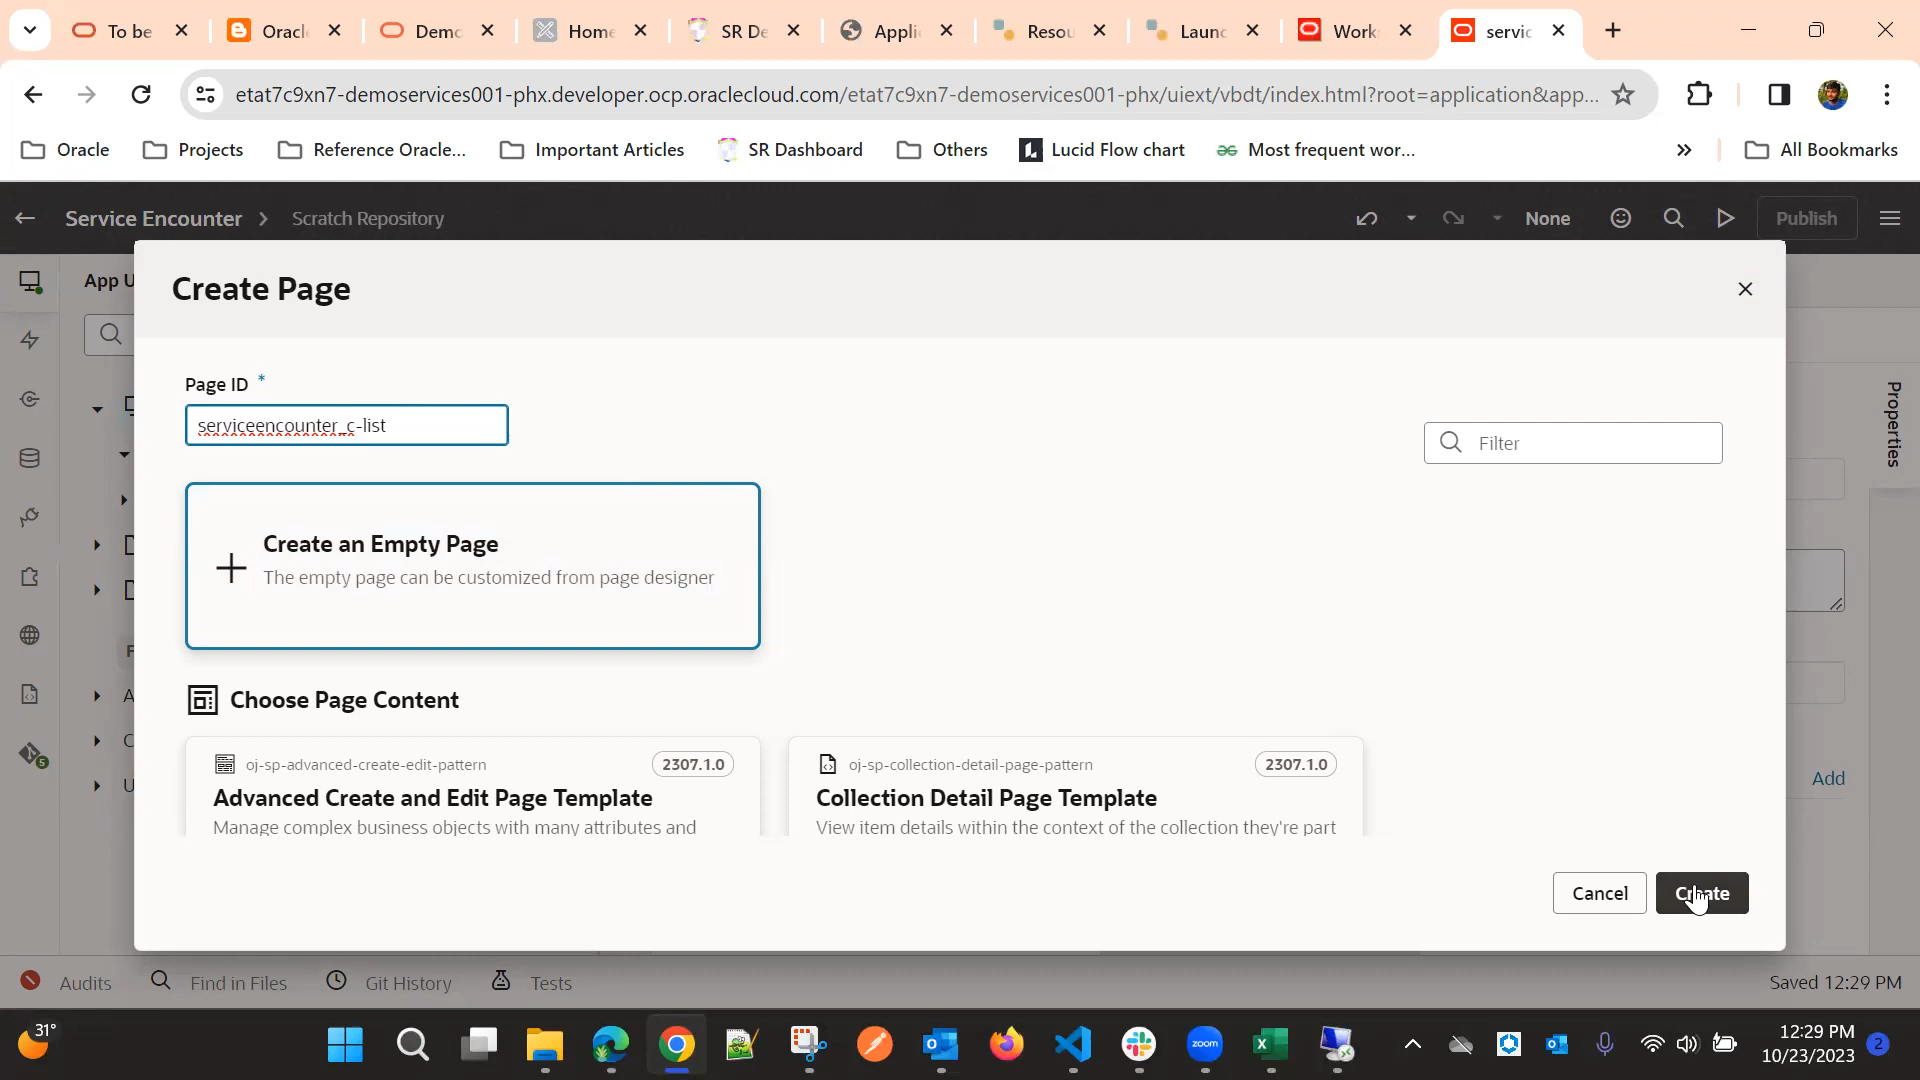 To be
Oracl
Demo
Home
SR De
Appli
Resou
Launc
Work
servic
etat7c9xn7-demoservices001-phx.developer.ocp.oraclecloud.com/etat7c9xn7-demoservices001-phx/uiext/vbdt/index.html?root=application&app...
Oracle
Projects
Reference Oracle...
Important Articles
SR Dashboard
Others
Lucid Flow chart
Most frequent wor...
All Bookmarks
Service Encounter
Scratch Repository
None
Publish
App U
Create Page
Page ID *
serviceencounter_c-list
Filter
Properties
Create an Empty Page
The empty page can be customized from page designer
Choose Page Content
oj-sp-advanced-create-edit-pattern
2307.1.0
Advanced Create and Edit Page Template
Manage complex business objects with many attributes and
oj-sp-collection-detail-page-pattern
2307.1.0
Collection Detail Page Template
View item details within the context of the collection they're part
Add
Cancel
Create
Audits
Find in Files
Git History
Tests
Saved 12:29 PM
31°
zoom
12:29 PM
10/23/2023
2